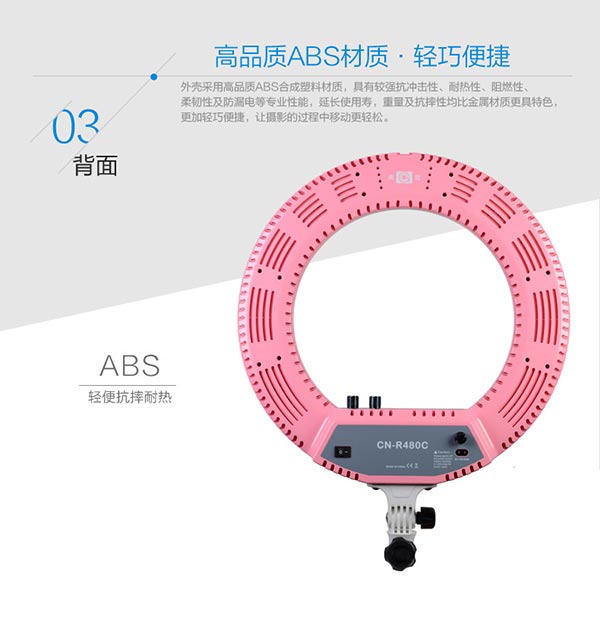 高品质ABS材质·轻巧便捷
外壳采用高品质ABS合成塑料材质，具有较强抗冲击性、耐热性、阻燃性、
柔韧性及防漏电等专业性能，延长使用寿，重量及抗摔性均比金属材质更具特色，
更加轻巧便捷，让摄影的过程中移动更轻松。
03
背面
ABS
轻便抗摔耐热
CN-R480C